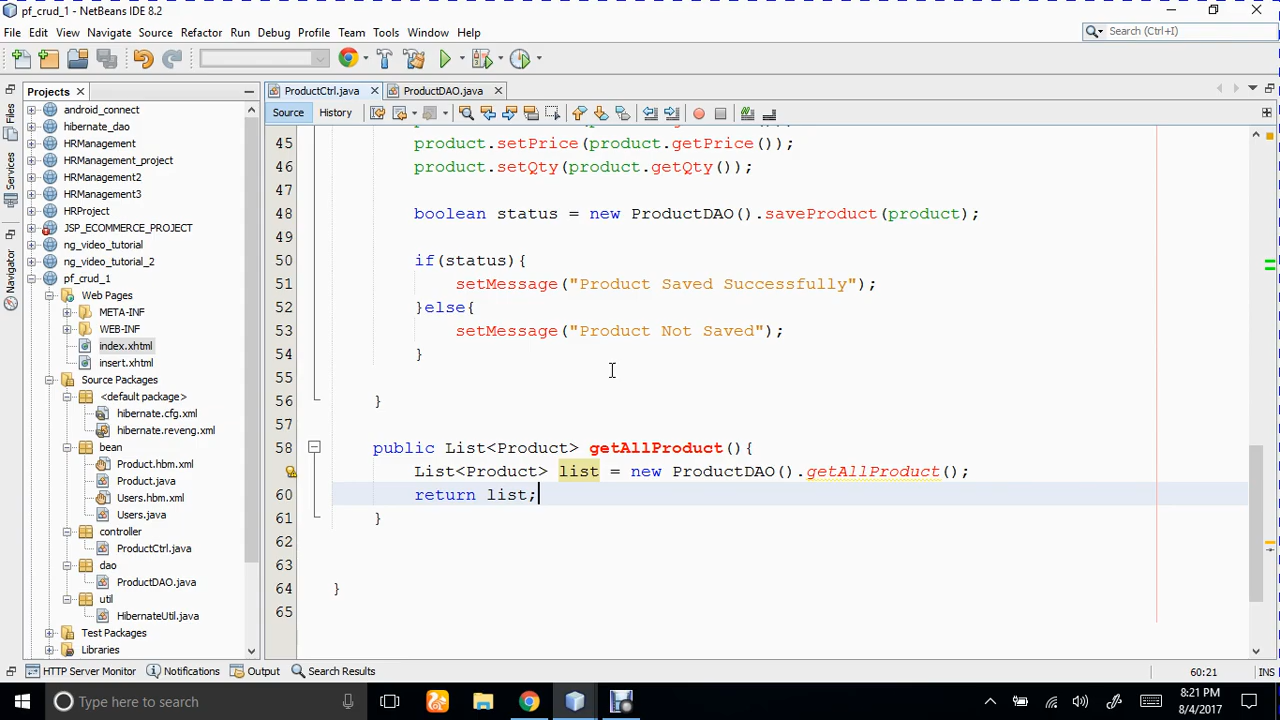 pf_crud_1 - NetBeans IDE 8.2
File Edit View Navigate Source Refactor Run Debug Profile Team Tools Window Help
Search (Ctrl+I)
Projects
ProductCtrl.java
ProductDAO.java
Source History
Files
Services
Navigator
android_connect
hibernate_dao
HRManagement
HRManagement_project
HRManagement2
HRManagement3
HRProject
JSP_ECOMMERCE_PROJECT
ng_video_tutorial
ng_video_tutorial_2
pf_crud_1
Web Pages
META-INF
WEB-INF
index.xhtml
insert.xhtml
Source Packages
<default package>
hibernate.cfg.xml
hibernate.reveng.xml
bean
Product.hbm.xml
Product.java
Users.hbm.xml
Users.java
controller
ProductCtrl.java
dao
ProductDAO.java
util
HibernateUtil.java
Test Packages
Libraries
45 product.setPrice(product.getPrice());
46 product.setQty(product.getQty());
47
48 boolean status = new ProductDAO().saveProduct(product);
49
50 if(status){
51 setMessage("Product Saved Successfully");
52 }else{
53 setMessage("Product Not Saved");
54 }
55
56 }
57
58 public List<Product> getAllProduct(){
List<Product> list = new ProductDAO().getAllProduct();
60 return list;
61 }
62
63
64 }
65
HTTP Server Monitor Notifications Output Search Results
60:21 INS
Type here to search
8:21 PM
8/4/2017